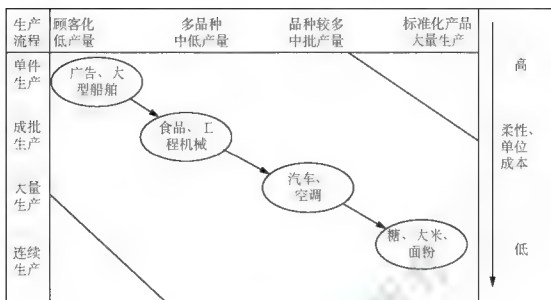 生产
流程
顾客化
低产量
多品种
中低产量
品种较多
中批产量
标准化产品
大量生产
单件
生产
广告、大
型船舶
高
成批
生产
食品、工
程机械
柔性、
单位
成本
大量
生产
汽车、
空调
连续
生产
糖、大米、
面粉
低